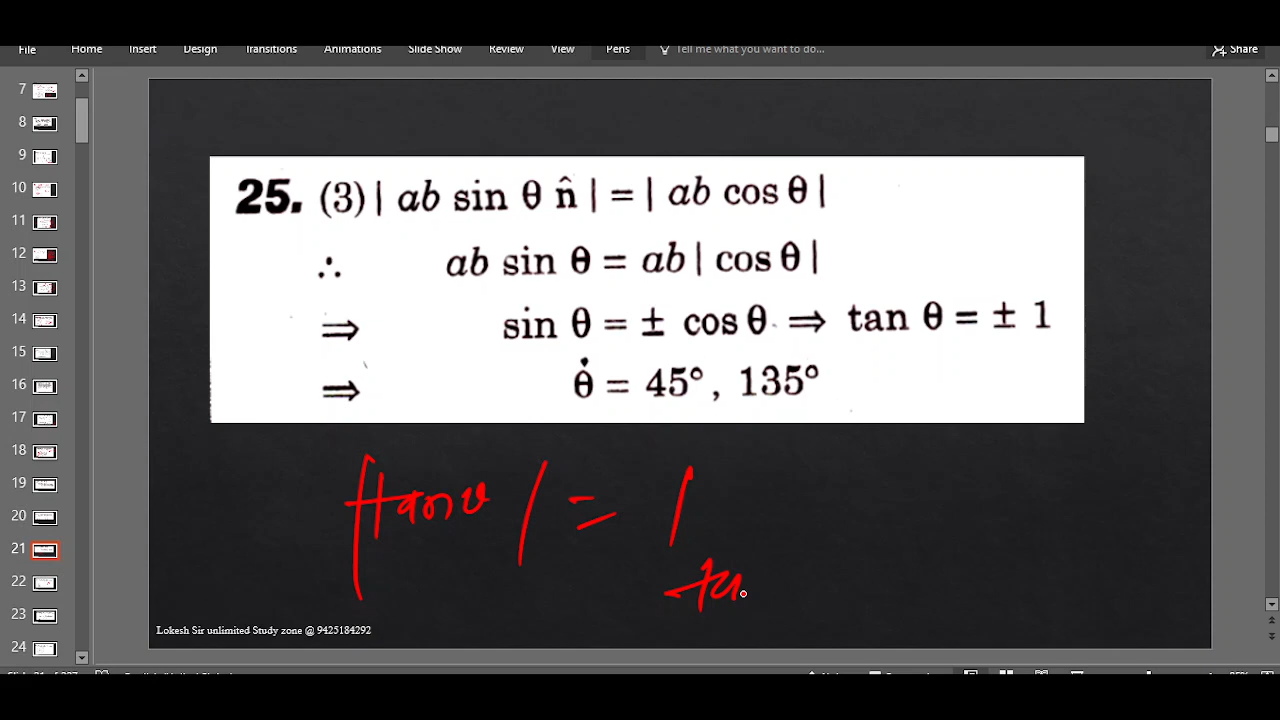 File Home Insert Design Transitions Animations Slide Show Review View Pens Tell me what you want to do... Share
7
8
9
10
11
12
13
14
15
16
17
18
19
20
21
22
23
24
25. (3) | ab sin θ n̂ | = | ab cos θ |
∴ ab sin θ = ab | cos θ |
⇒ sin θ = ± cos θ ⇒ tan θ = ± 1
⇒ θ = 45°, 135°
|tan θ| = 1
Lokesh Sir unlimited Study zone @ 9425184292